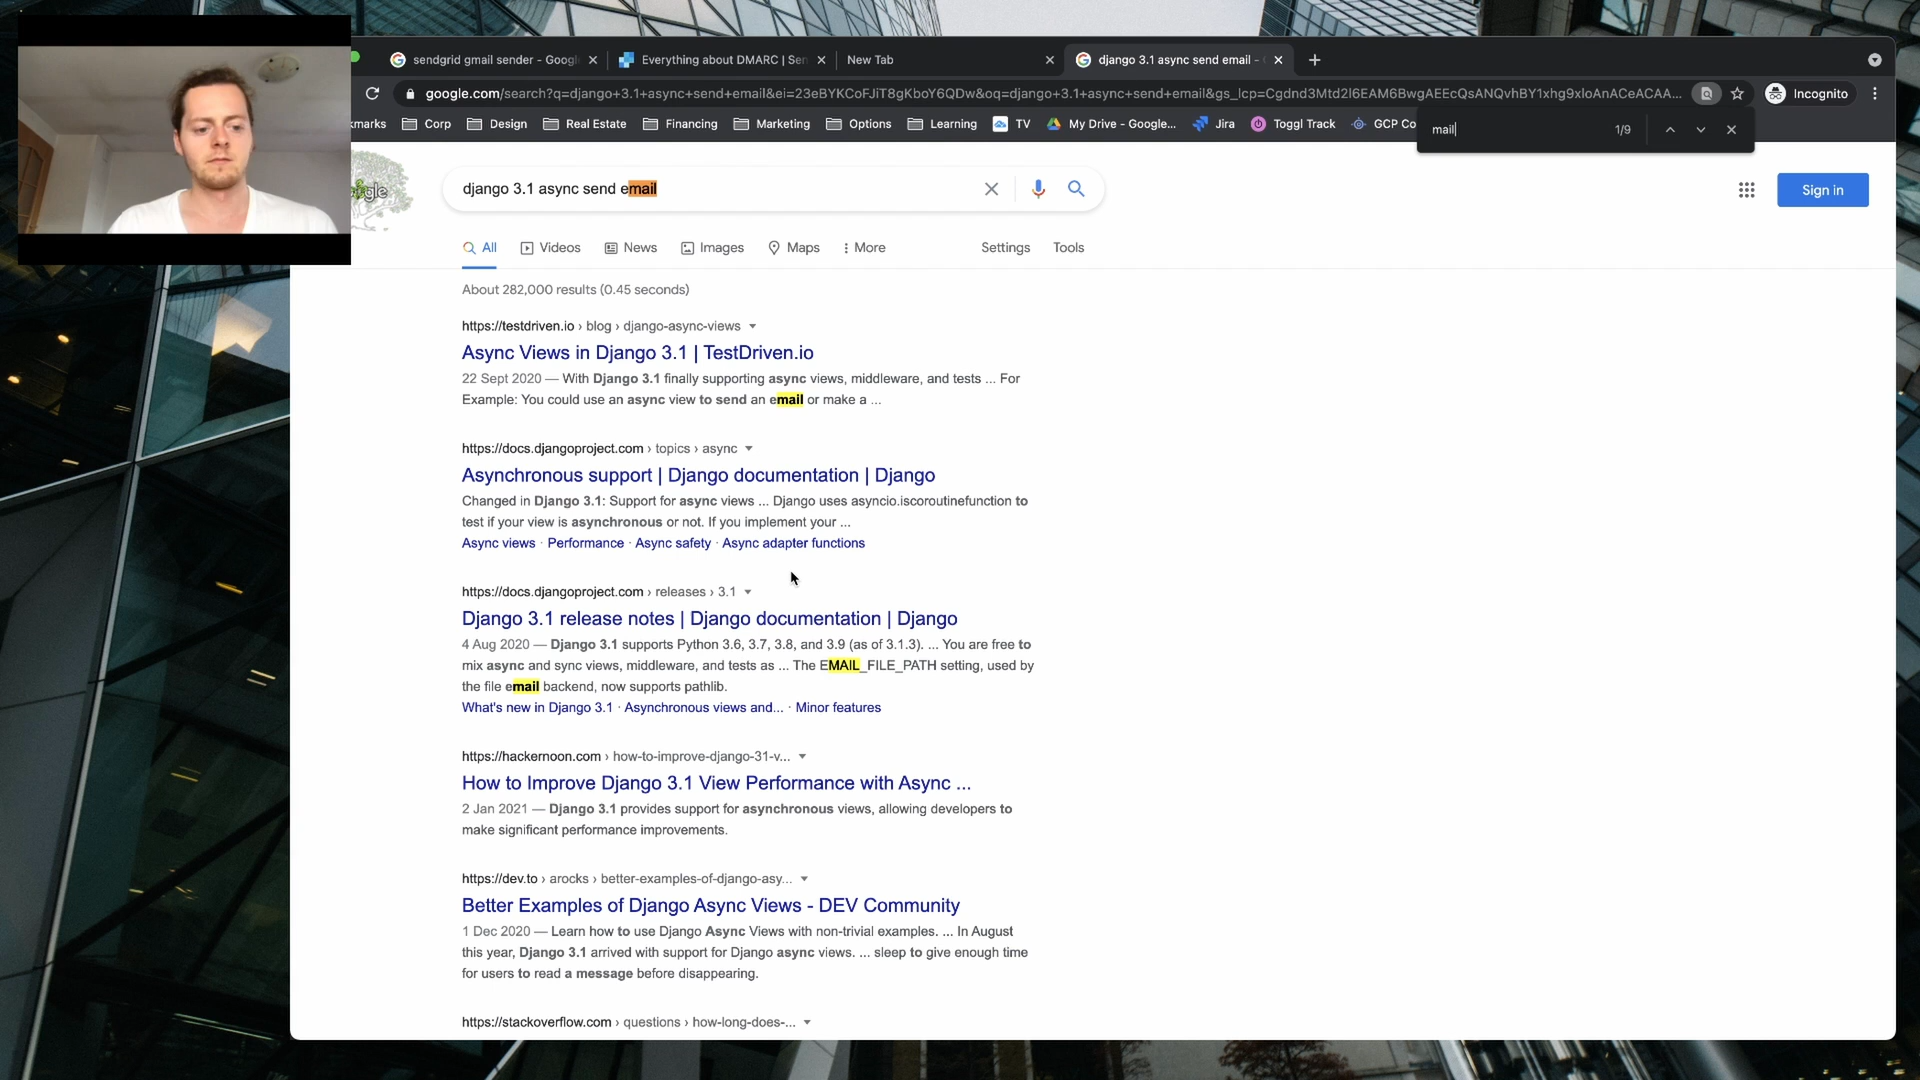 sendgrid gmail sender - Googl
Everything about DMARC | Sen
New Tab
django 3.1 async send email -
google.com/search?q=django+3.1+async+send+email&ei=23eBYKCoFJiT8gKboY6QDw&oq=django+3.1+async+send+email&gs_lcp=Cgdnd3Mtd2l6EAM6BwgAEEcQsANQvhBY1xhg9xloAnACeACAA...
Incognito
kmarks
Corp
Design
Real Estate
Financing
Marketing
Options
Learning
TV
My Drive - Google...
Jira
Toggl Track
GCP Co
mail
1/9
django 3.1 async send email
Sign in
All
Videos
News
Images
Maps
More
Settings
Tools
About 282,000 results (0.45 seconds)
https://testdriven.io › blog › django-async-views
Async Views in Django 3.1 | TestDriven.io
22 Sept 2020 — With Django 3.1 finally supporting async views, middleware, and tests ... For
Example: You could use an async view to send an email or make a ...
https://docs.djangoproject.com › topics › async
Asynchronous support | Django documentation | Django
Changed in Django 3.1: Support for async views ... Django uses asyncio.iscoroutinefunction to
test if your view is asynchronous or not. If you implement your ...
Async views · Performance · Async safety · Async adapter functions
https://docs.djangoproject.com › releases › 3.1
Django 3.1 release notes | Django documentation | Django
4 Aug 2020 — Django 3.1 supports Python 3.6, 3.7, 3.8, and 3.9 (as of 3.1.3). ... You are free to
mix async and sync views, middleware, and tests as ... The EMAIL_FILE_PATH setting, used by
the file email backend, now supports pathlib.
What's new in Django 3.1 · Asynchronous views and... · Minor features
https://hackernoon.com › how-to-improve-django-31-v...
How to Improve Django 3.1 View Performance with Async ...
2 Jan 2021 — Django 3.1 provides support for asynchronous views, allowing developers to
make significant performance improvements.
https://dev.to › arocks › better-examples-of-django-asy...
Better Examples of Django Async Views - DEV Community
1 Dec 2020 — Learn how to use Django Async Views with non-trivial examples. ... In August
this year, Django 3.1 arrived with support for Django async views. ... sleep to give enough time
for users to read a message before disappearing.
https://stackoverflow.com › questions › how-long-does-...